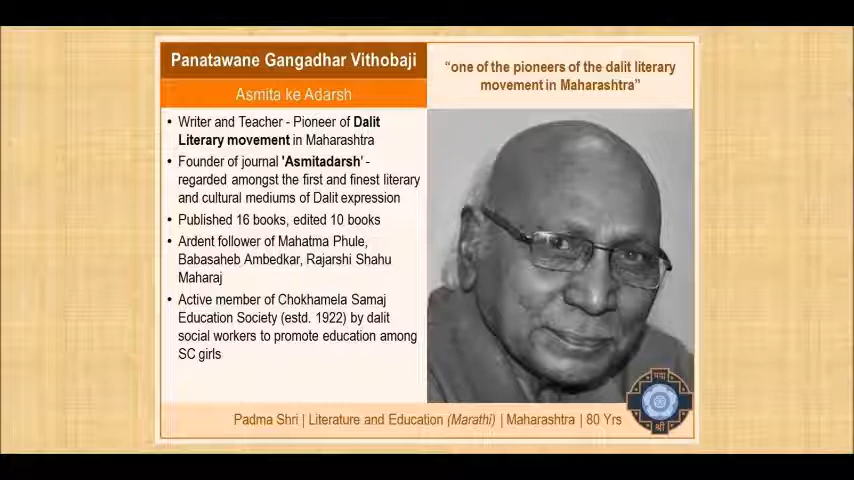 Panatawane Gangadhar Vithobaji
Asmita ke Adarsh
• Writer and Teacher - Pioneer of Dalit
Literary movement in Maharashtra
• Founder of journal 'Asmitadarsh' -
regarded amongst the first and finest literary
and cultural mediums of Dalit expression
• Published 16 books, edited 10 books
• Ardent follower of Mahatma Phule,
Babasaheb Ambedkar, Rajarshi Shahu
Maharaj
• Active member of Chokhamela Samaj
Education Society (estd. 1922) by dalit
social workers to promote education among
SC girls
“one of the pioneers of the dalit literary
movement in Maharashtra”
पद्म
श्री
Padma Shri | Literature and Education (Marathi) | Maharashtra | 80 Yrs